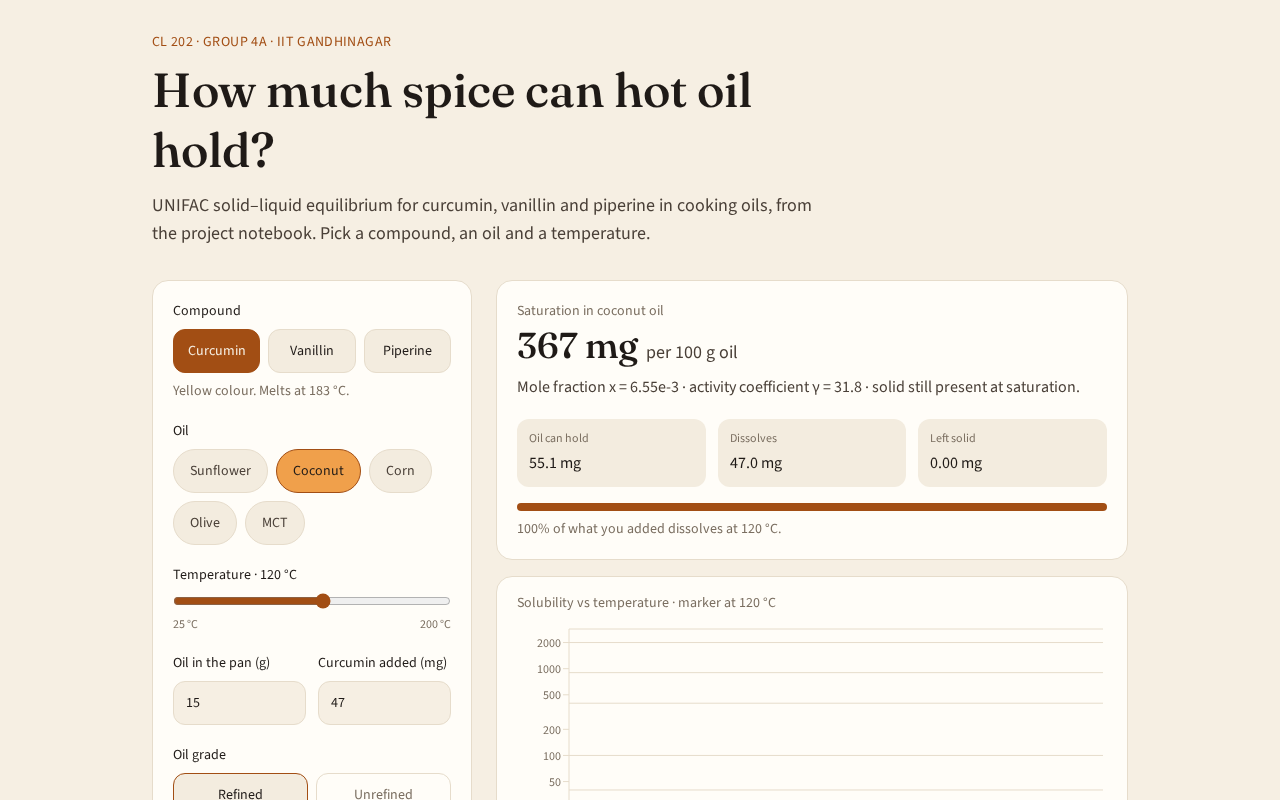 CL 202 · GROUP 4A · IIT GANDHINAGAR
How much spice can hot oil
hold?
UNIFAC solid–liquid equilibrium for curcumin, vanillin and piperine in cooking oils, from
the project notebook. Pick a compound, an oil and a temperature.
Compound
Curcumin Vanillin Piperine
Yellow colour. Melts at 183 °C.
Oil
Sunflower Coconut Corn
Olive MCT
Temperature · 120 °C
25 °C 200 °C
Oil in the pan (g) Curcumin added (mg)
15 47
Oil grade
Refined Unrefined
Saturation in coconut oil
367 mg per 100 g oil
Mole fraction x = 6.55e-3 · activity coefficient γ = 31.8 · solid still present at saturation.
Oil can hold Dissolves Left solid
55.1 mg 47.0 mg 0.00 mg
100% of what you added dissolves at 120 °C.
Solubility vs temperature · marker at 120 °C
2000
1000
500
200
100
50